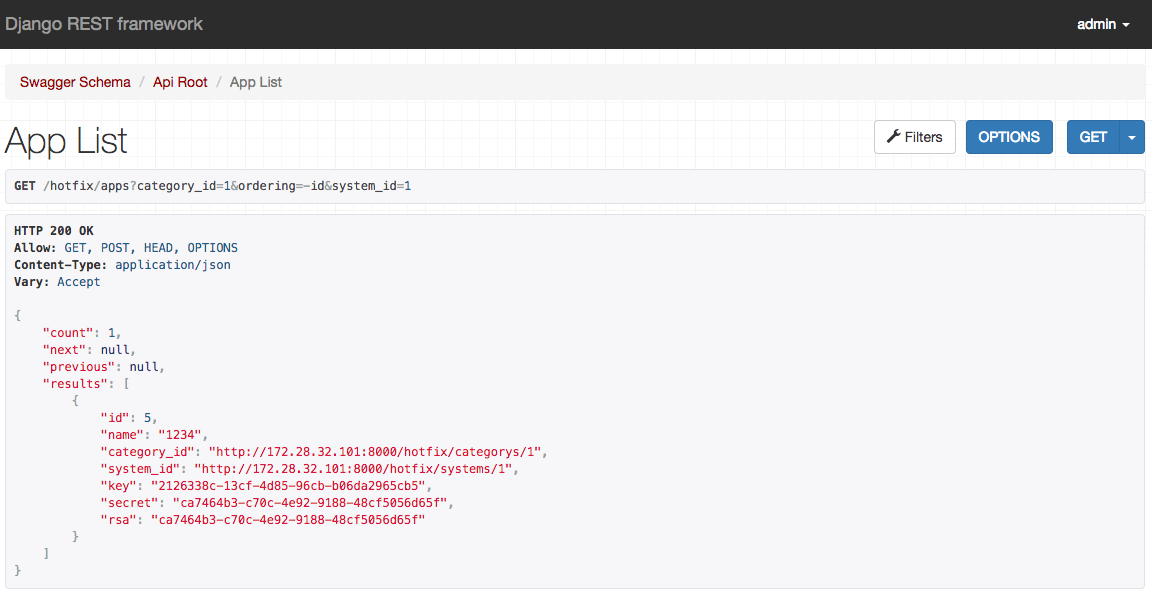 Django REST framework
admin
Swagger Schema / Api Root / App List
App List
Filters
OPTIONS
GET
GET /hotfix/apps?category_id=1&ordering=-id&system_id=1
HTTP 200 OK
Allow: GET, POST, HEAD, OPTIONS
Content-Type: application/json
Vary: Accept
{
    "count": 1,
    "next": null,
    "previous": null,
    "results": [
        {
            "id": 5,
            "name": "1234",
            "category_id": "http://172.28.32.101:8000/hotfix/categorys/1",
            "system_id": "http://172.28.32.101:8000/hotfix/systems/1",
            "key": "2126338c-13cf-4d85-96cb-b06da2965cb5",
            "secret": "ca7464b3-c70c-4e92-9188-48cf5056d65f",
            "rsa": "ca7464b3-c70c-4e92-9188-48cf5056d65f"
        }
    ]
}